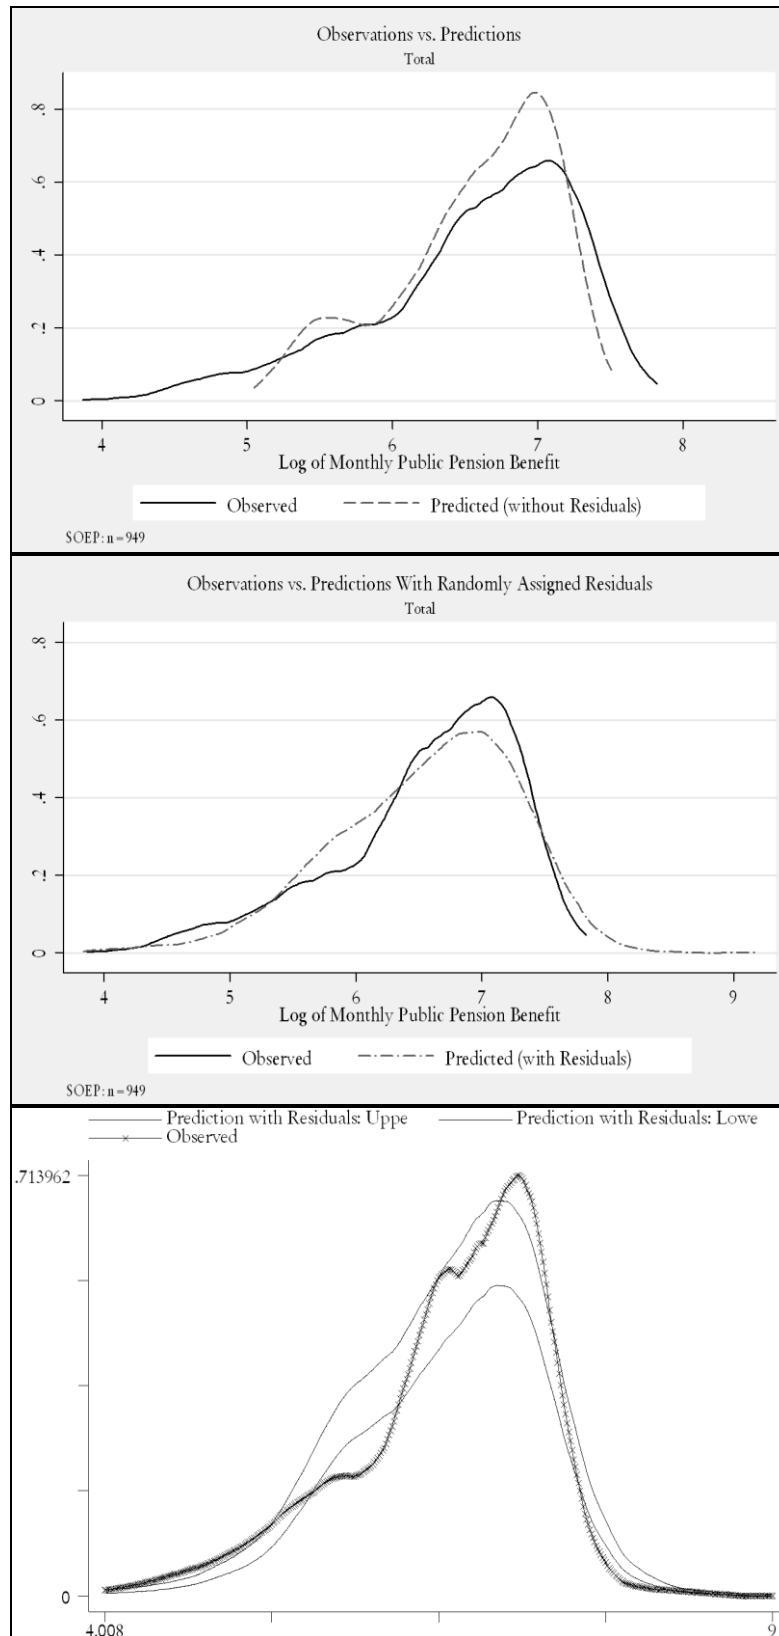 Observations vs. Predictions
Total
.8
.6
.4
.2
0
4 5 6 7 8
Log of Monthly Public Pension Benefit
Observed Predicted (without Residuals)
SOEP: n=949
Observations vs. Predictions With Randomly Assigned Residuals
Total
.8
.6
.4
.2
0
4 5 6 7 8 9
Log of Monthly Public Pension Benefit
Observed Predicted (with Residuals)
SOEP: n=949
Prediction with Residuals: Uppe Prediction with Residuals: Lowe
Observed
.713962
0
4.008 9